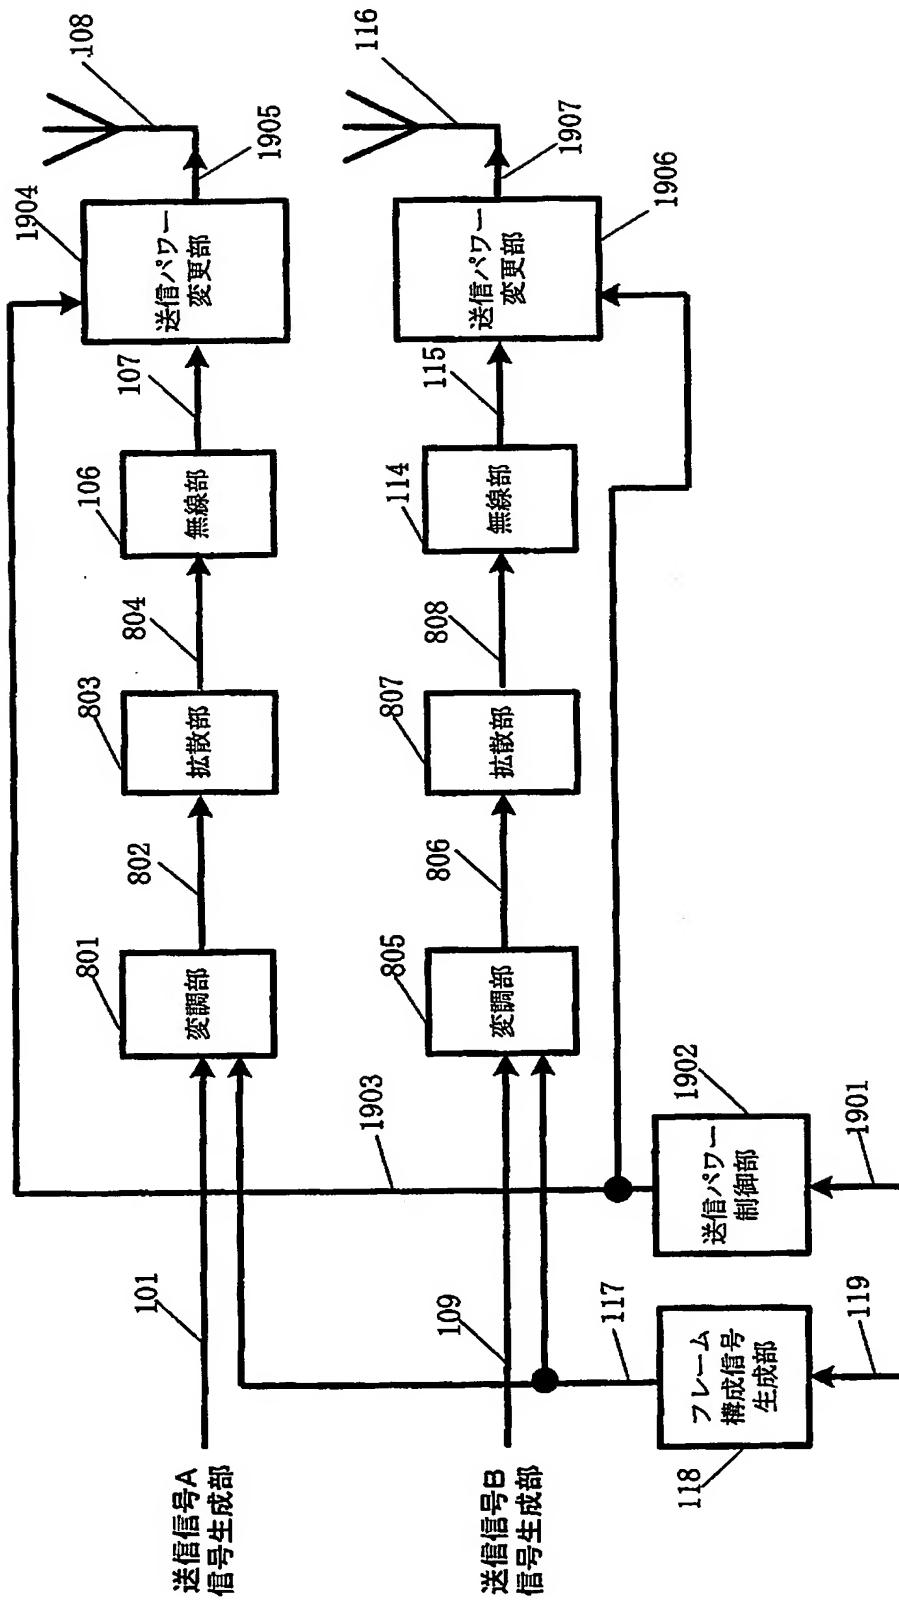 送信信号A
信号生成部
101
801
変調部
802
803
拡散部
804
106
無線部
107
1904
送信パワー
変更部
1905
108
送信信号B
信号生成部
109
805
変調部
806
807
拡散部
808
114
無線部
115
送信パワー
変更部
1906
1907
116
1903
118
フレーム
構成信号
生成部
117
119
送信パワー
制御部
1902
1901